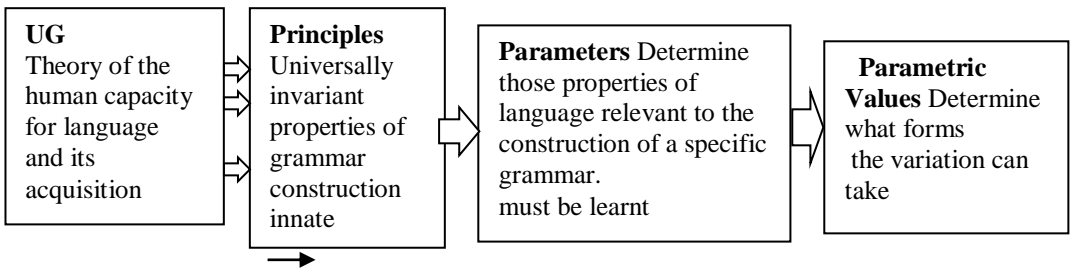 UG
Theory of the
human capacity
for language
and its
acquisition
Principles
Universally
invariant
properties of
grammar
construction
innate
Parameters Determine
those properties of
language relevant to the
construction of a specific
grammar.
must be learnt
Parametric
Values Determine
what forms
the variation can
take